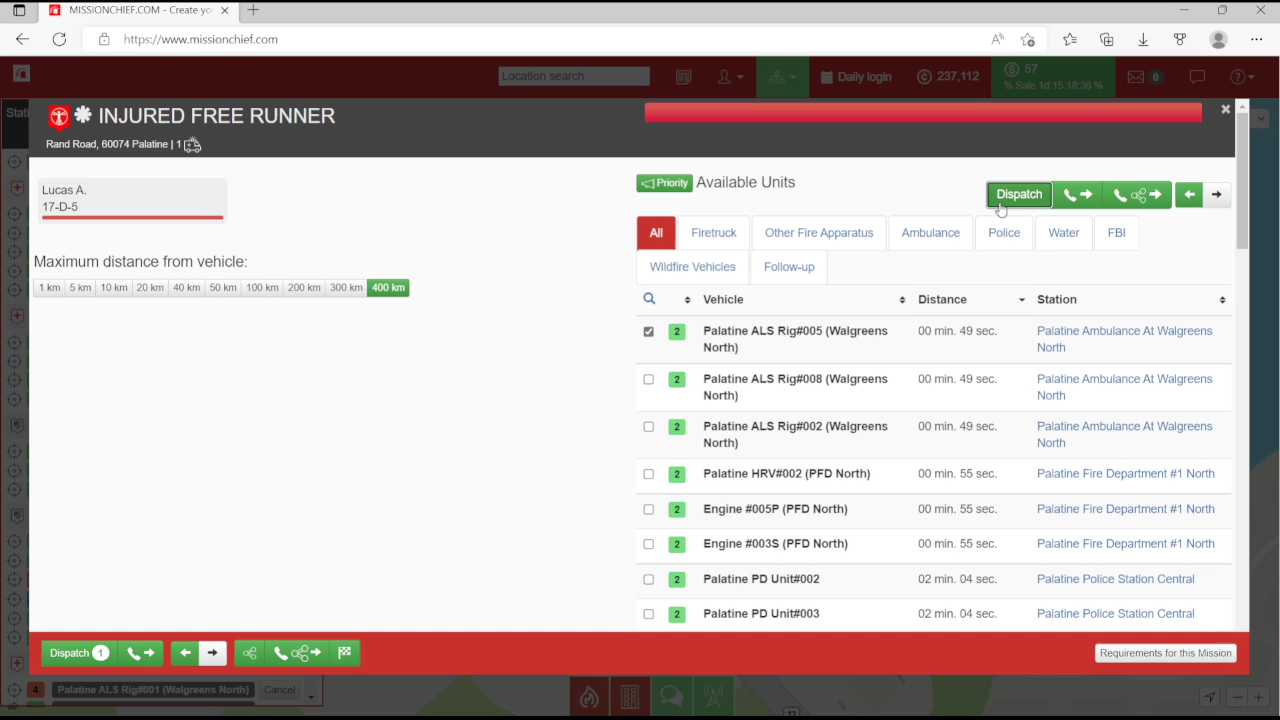 MISSIONCHIEF.COM - Create yo
https://www.missionchief.com
Location search
Daily login
237,112
57
% Sale 1d 15:18:36 %
0
Stati
INJURED FREE RUNNER
Rand Road, 60074 Palatine | 1
Lucas A.
17-D-5
Maximum distance from vehicle:
1 km 5 km 10 km 20 km 40 km 50 km 100 km 200 km 300 km 400 km
Priority Available Units
Dispatch
All Firetruck Other Fire Apparatus Ambulance Police Water FBI
Wildfire Vehicles Follow-up
Vehicle Distance Station
2 Palatine ALS Rig#005 (Walgreens North) 00 min. 49 sec. Palatine Ambulance At Walgreens North
2 Palatine ALS Rig#008 (Walgreens North) 00 min. 49 sec. Palatine Ambulance At Walgreens North
2 Palatine ALS Rig#002 (Walgreens North) 00 min. 49 sec. Palatine Ambulance At Walgreens North
2 Palatine HRV#002 (PFD North) 00 min. 55 sec. Palatine Fire Department #1 North
2 Engine #005P (PFD North) 00 min. 55 sec. Palatine Fire Department #1 North
2 Engine #003S (PFD North) 00 min. 55 sec. Palatine Fire Department #1 North
2 Palatine PD Unit#002 02 min. 04 sec. Palatine Police Station Central
2 Palatine PD Unit#003 02 min. 04 sec. Palatine Police Station Central
Dispatch 1
Requirements for this Mission
4 Palatine ALS Rig#001 (Walgreens North) Cancel
12